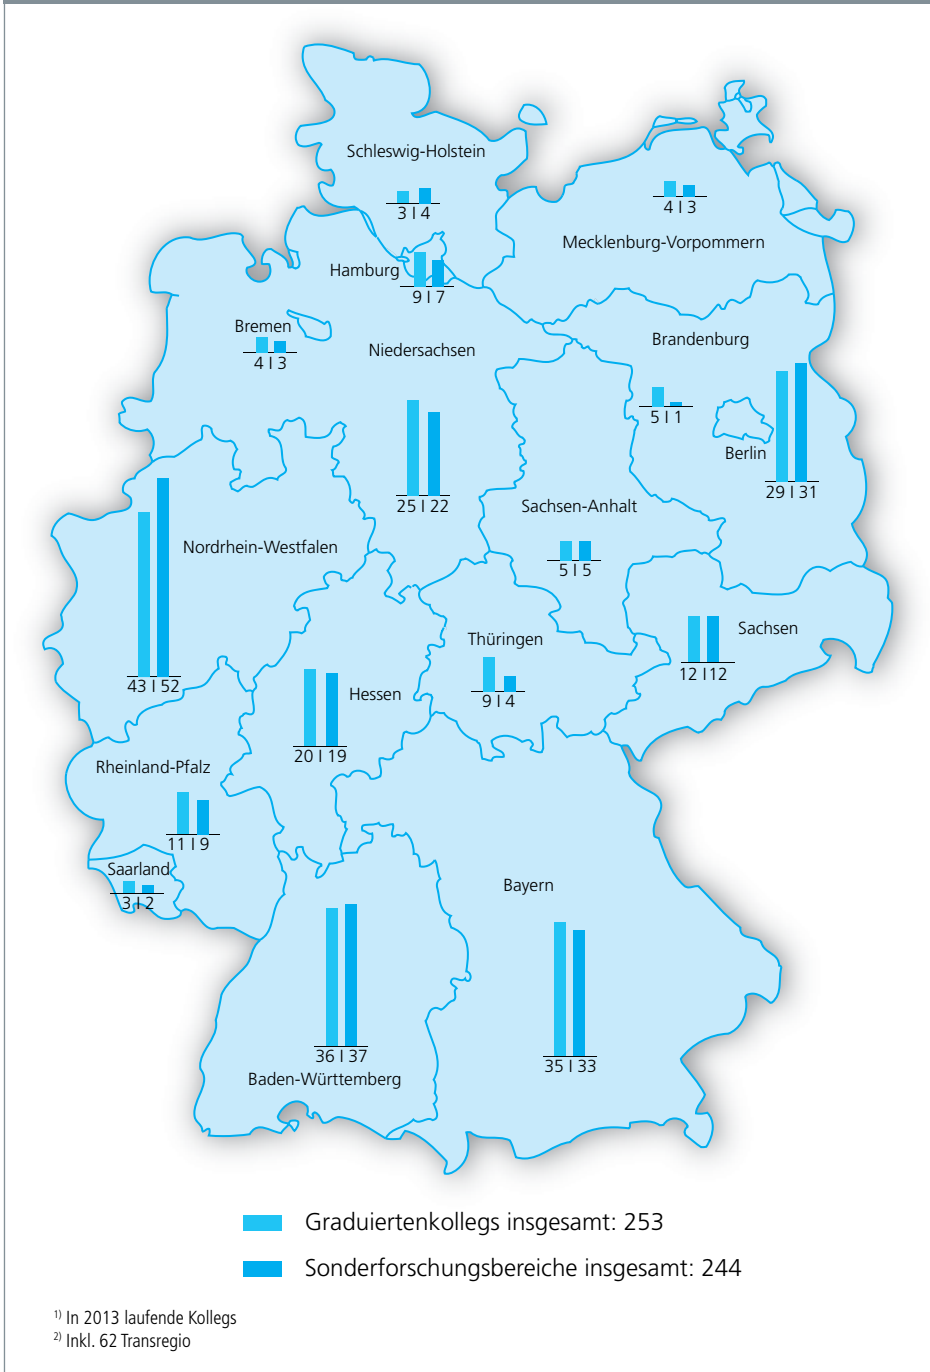 Schleswig-Holstein
3 I 4
4 I 3
Mecklenburg-Vorpommern
Hamburg
9 I 7
Bremen
4 I 3
Niedersachsen
25 I 22
Brandenburg
5 I 1
Berlin
29 I 31
Sachsen-Anhalt
5 I 5
Nordrhein-Westfalen
43 I 52
Sachsen
12 I 12
Thüringen
9 I 4
Hessen
20 I 19
Rheinland-Pfalz
11 I 9
Saarland
3 I 2
Bayern
35 I 33
36 I 37
Baden-Württemberg
Graduiertenkollegs insgesamt: 253
Sonderforschungsbereiche insgesamt: 244
1) In 2013 laufende Kollegs
2) Inkl. 62 Transregio